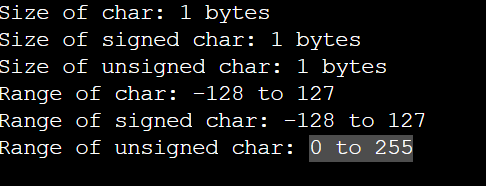 Size of char: 1 bytes
Size of signed char: 1 bytes
Size of unsigned char: 1 bytes
Range of char: -128 to 127
Range of signed char: -128 to 127
Range of unsigned char: 0 to 255